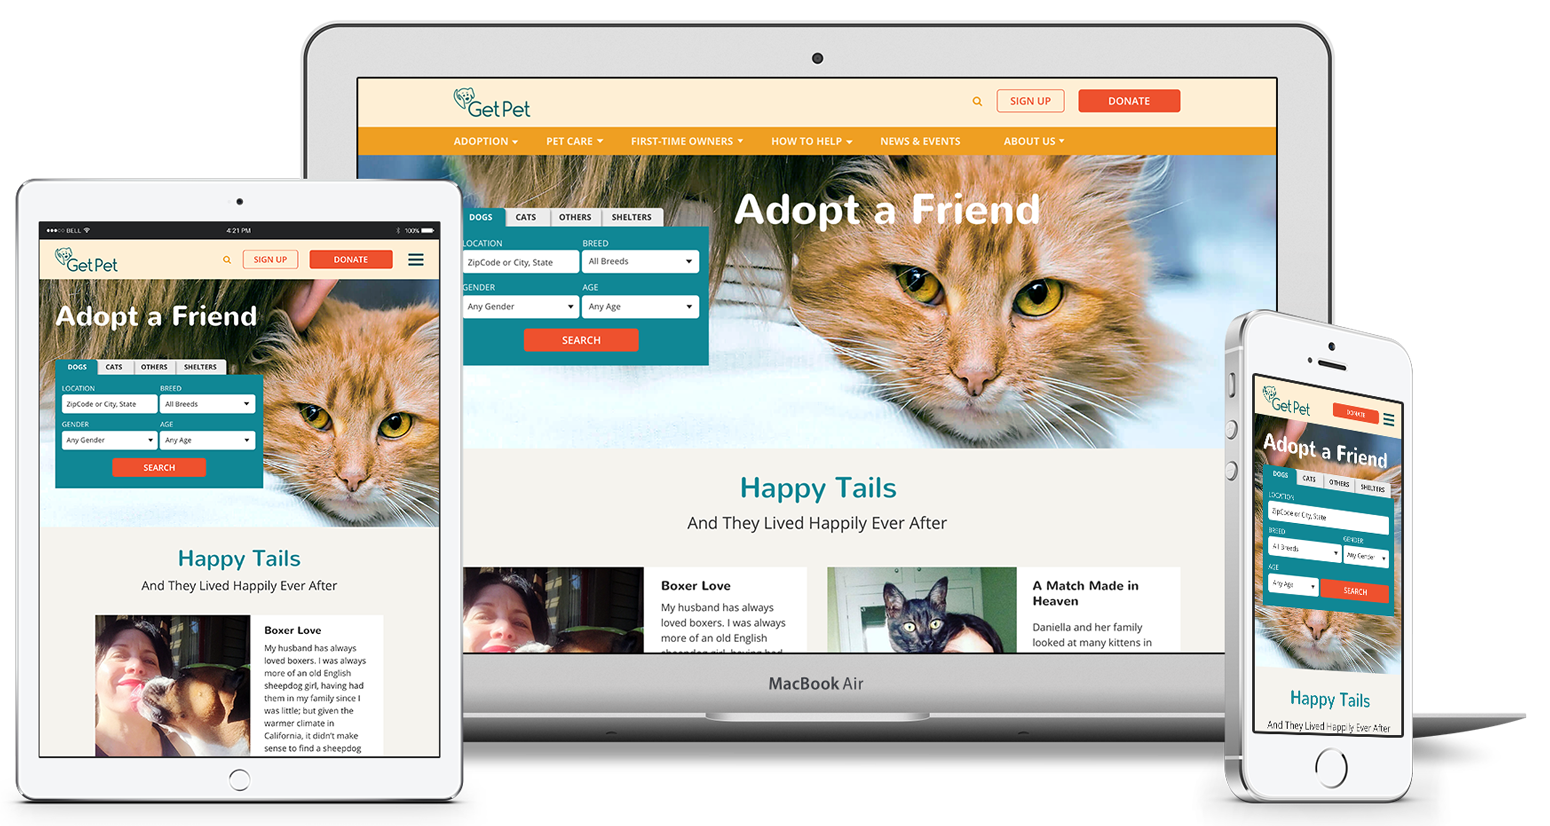 GetPet
SIGN UP
DONATE
ADOPTION
PET CARE
FIRST-TIME OWNERS
HOW TO HELP
NEWS & EVENTS
ABOUT US
Adopt a Friend
DOGS
CATS
OTHERS
SHELTERS
LOCATION
BREED
ZipCode or City, State
All Breeds
GENDER
AGE
Any Gender
Any Age
SEARCH
Happy Tails
And They Lived Happily Ever After
Boxer Love
My husband has always
loved boxers. I was always
more of an old English
sheepdog girl, having had
A Match Made in
Heaven
Daniella and her family
looked at many kittens in
MacBook Air
BELL
4:21 PM
100%
GetPet
SIGN UP
DONATE
Adopt a Friend
DOGS
CATS
OTHERS
SHELTERS
LOCATION
BREED
ZipCode or City, State
All Breeds
GENDER
AGE
Any Gender
Any Age
SEARCH
Happy Tails
And They Lived Happily Ever After
Boxer Love
My husband has always
loved boxers. I was always
more of an old English
sheepdog girl, having had
them in my family since I
was little; but given the
warmer climate in
California, it didn't make
sense to find a sheepdog
GetPet
DONATE
Adopt a Friend
DOGS
CATS
OTHERS
SHELTERS
LOCATION
ZipCode or City, State
BREED
GENDER
All Breeds
Any Gender
AGE
Any Age
SEARCH
Happy Tails
And They Lived Happily Ever After